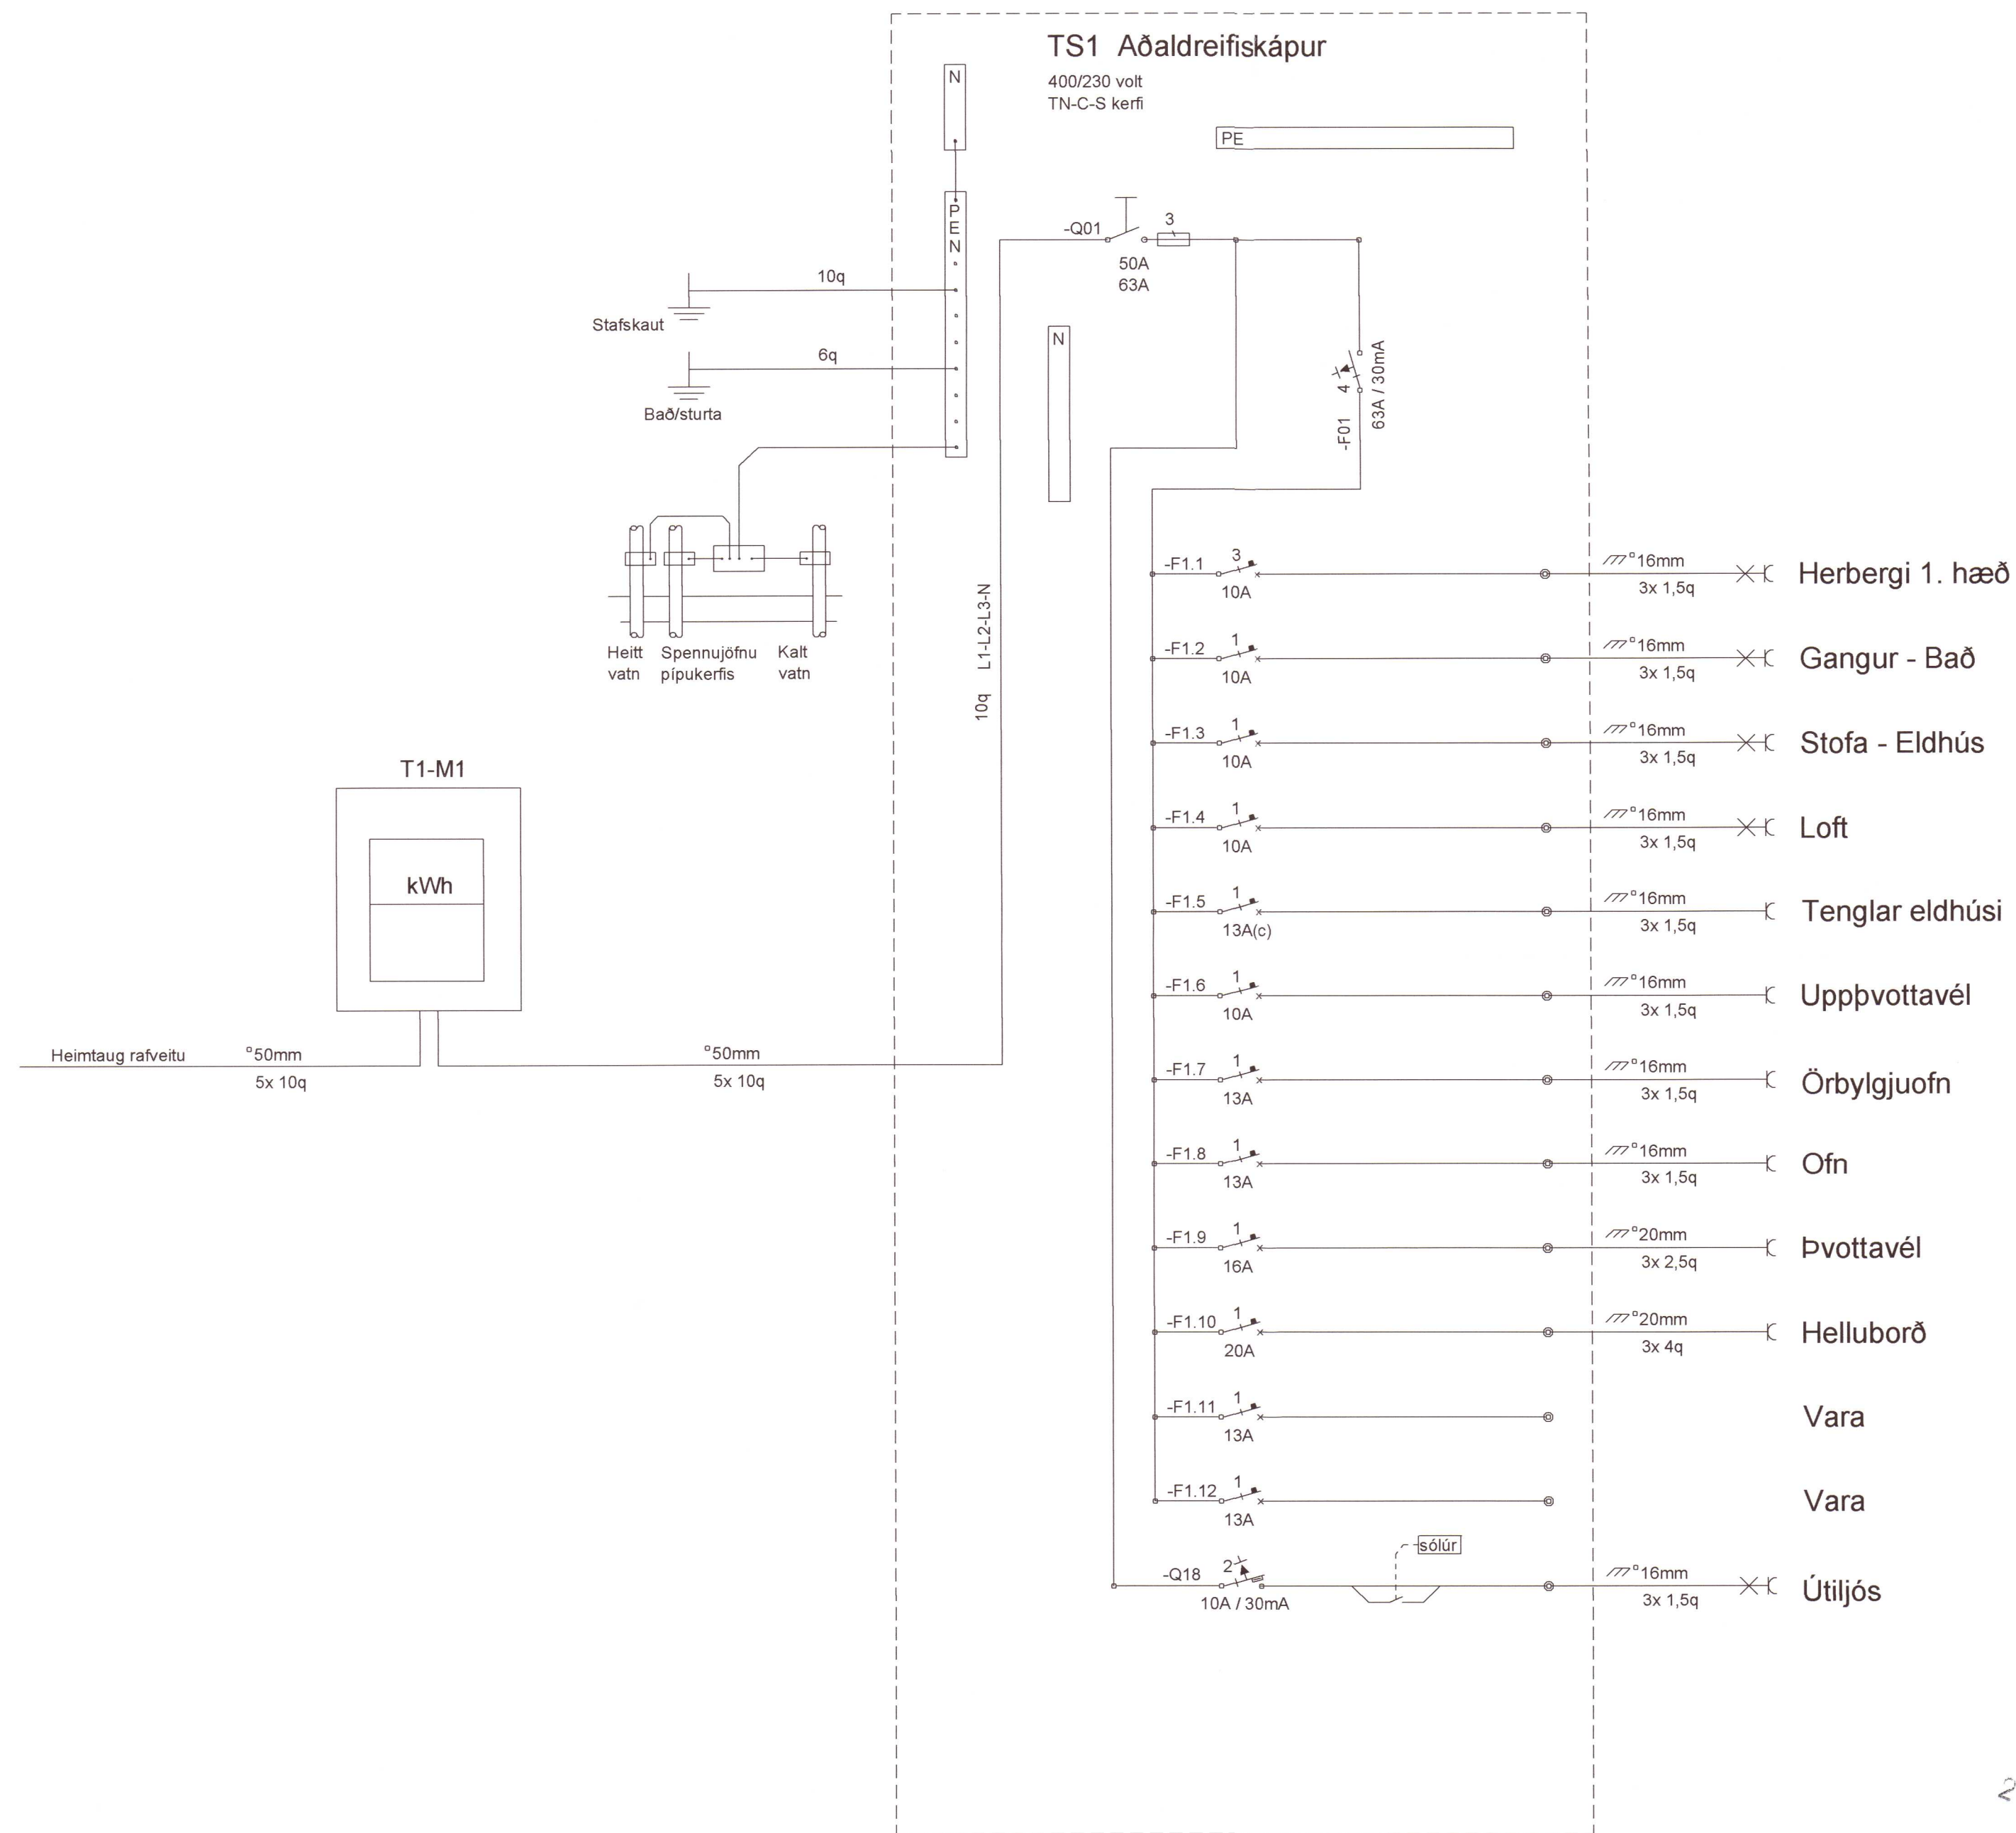 TS1 Aðaldreifiskápur
400/230 volt
TN-C-S kerfi
N
PE
PEN
-Q01
3
50A
63A
10q
Stafskaut
6q
Bað/sturta
N
-F01
4
63A / 30mA
Heitt vatn
Spennujöfnu pípukerfis
Kalt vatn
10q L1-L2-L3-N
T1-M1
kWh
Heimtaug rafveitu
▫50mm
5x 10q
▫50mm
5x 10q
-F1.1 3 10A ▫16mm 3x 1,5q Herbergi 1. hæð
-F1.2 1 10A ▫16mm 3x 1,5q Gangur - Bað
-F1.3 1 10A ▫16mm 3x 1,5q Stofa - Eldhús
-F1.4 1 10A ▫16mm 3x 1,5q Loft
-F1.5 1 13A(c) ▫16mm 3x 1,5q Tenglar eldhúsi
-F1.6 1 10A ▫16mm 3x 1,5q Uppþvottavél
-F1.7 1 13A ▫16mm 3x 1,5q Örbylgjuofn
-F1.8 1 13A ▫16mm 3x 1,5q Ofn
-F1.9 1 16A ▫20mm 3x 2,5q Þvottavél
-F1.10 1 20A ▫20mm 3x 4q Helluborð
-F1.11 1 13A Vara
-F1.12 1 13A Vara
sólúr
-Q18 2 10A / 30mA ▫16mm 3x 1,5q Útiljós
2